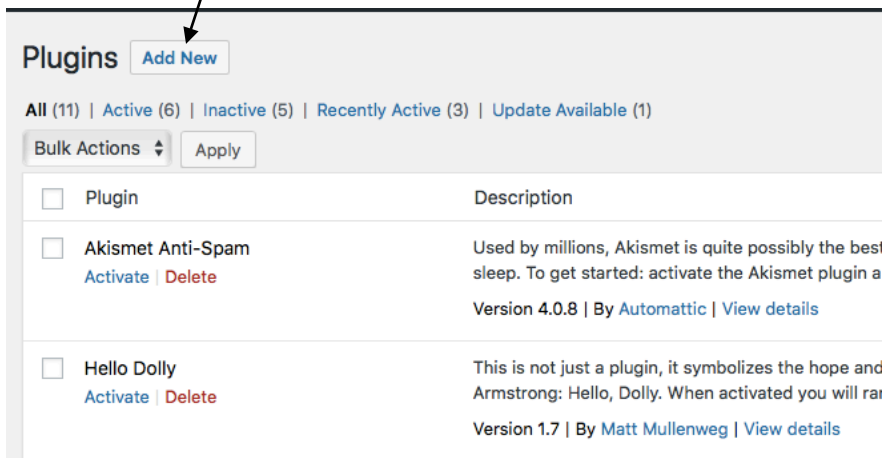 Plugins Add New
All (11) | Active (6) | Inactive (5) | Recently Active (3) | Update Available (1)
Bulk Actions Apply
Plugin Description
Akismet Anti-Spam Used by millions, Akismet is quite possibly the best
Activate | Delete sleep. To get started: activate the Akismet plugin a
Version 4.0.8 | By Automattic | View details
Hello Dolly This is not just a plugin, it symbolizes the hope and
Activate | Delete Armstrong: Hello, Dolly. When activated you will ra
Version 1.7 | By Matt Mullenweg | View details